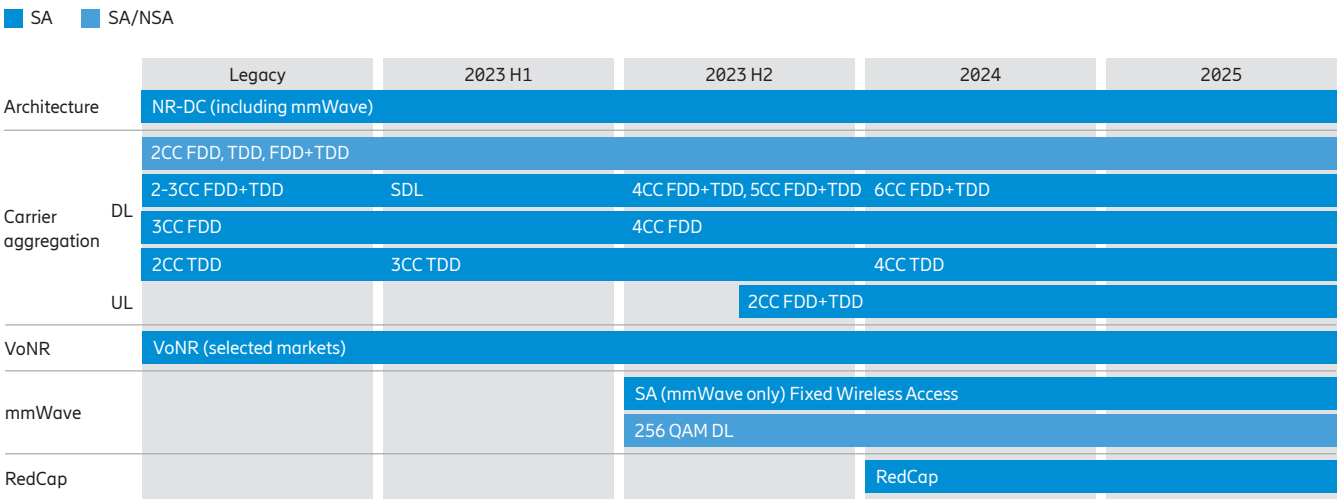 SA SA/NSA
Legacy 2023 H1 2023 H2 2024 2025
Architecture NR-DC (including mmWave)
2CC FDD, TDD, FDD+TDD
2-3CC FDD+TDD SDL 4CC FDD+TDD, 5CC FDD+TDD 6CC FDD+TDD
Carrier
aggregation
DL
3CC FDD 4CC FDD
2CC TDD 3CC TDD 4CC TDD
UL 2CC FDD+TDD
VoNR VoNR (selected markets)
mmWave
SA (mmWave only) Fixed Wireless Access
256 QAM DL
RedCap RedCap